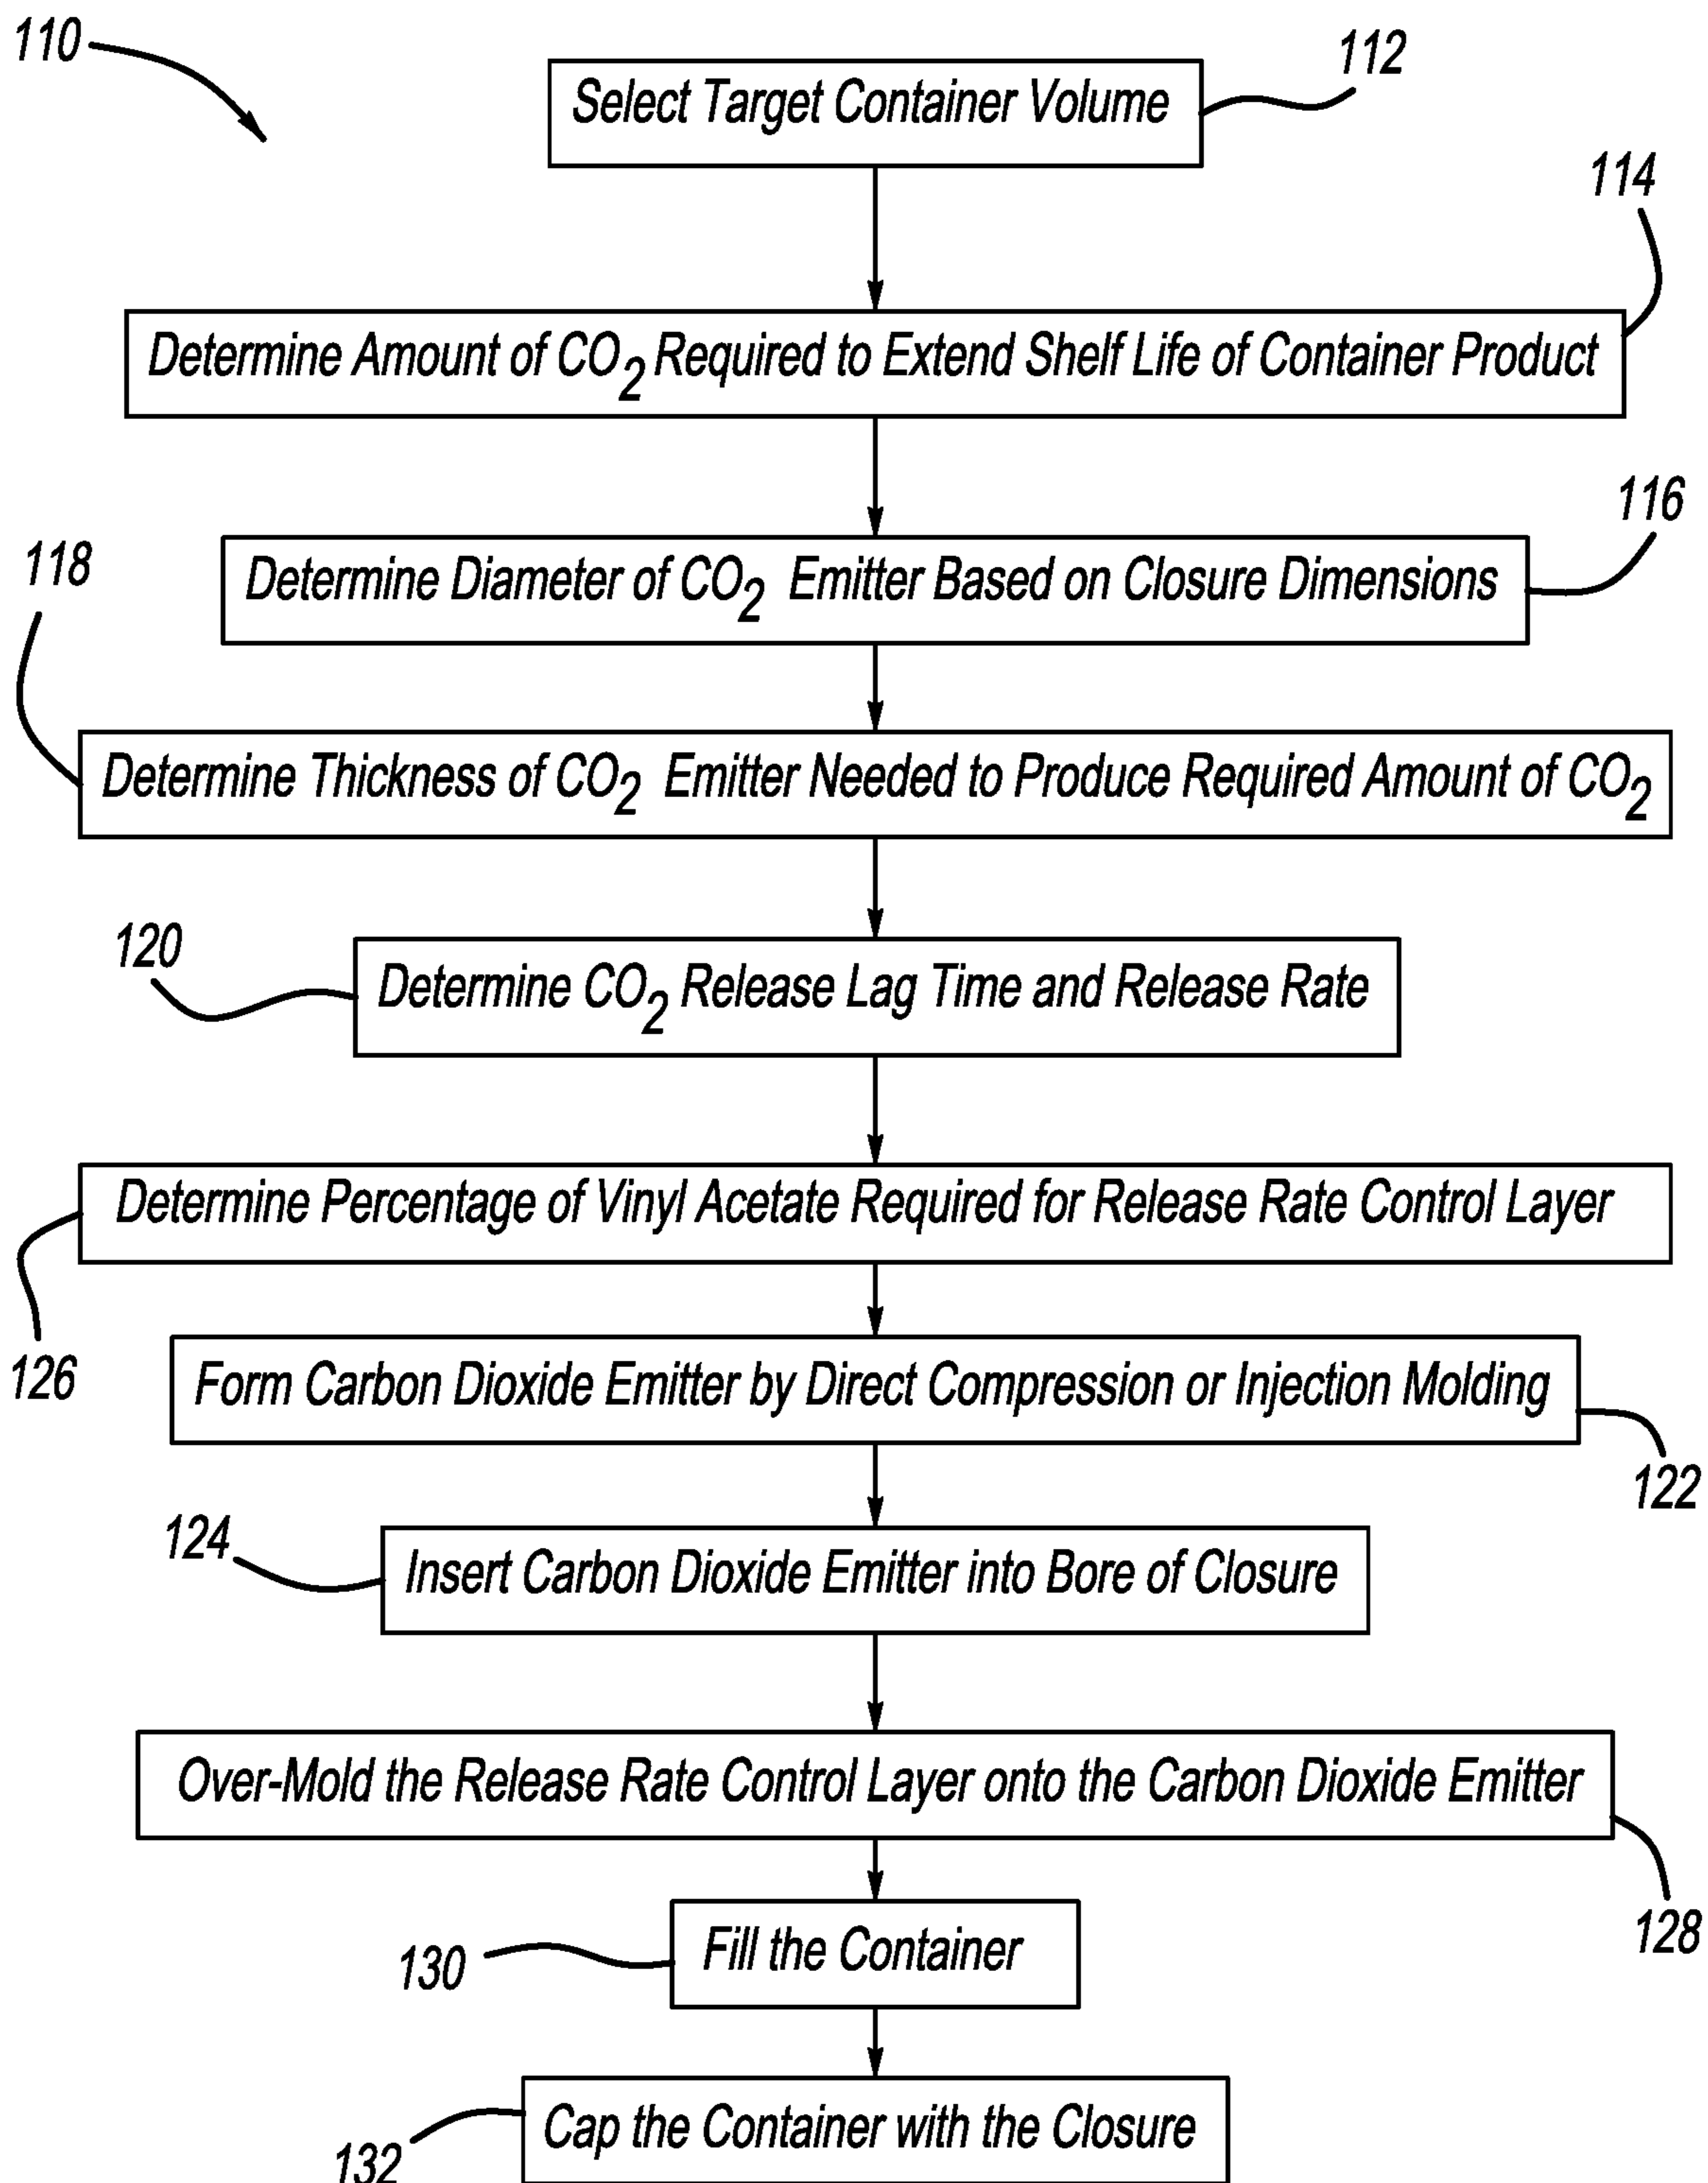 110
112
Select Target Container Volume
114
Determine Amount of CO2 Required to Extend Shelf Life of Container Product
116
118
Determine Diameter of CO2 Emitter Based on Closure Dimensions
Determine Thickness of CO2 Emitter Needed to Produce Required Amount of CO2
120
Determine CO2 Release Lag Time and Release Rate
Determine Percentage of Vinyl Acetate Required for Release Rate Control Layer
126
Form Carbon Dioxide Emitter by Direct Compression or Injection Molding
122
124
Insert Carbon Dioxide Emitter into Bore of Closure
Over-Mold the Release Rate Control Layer onto the Carbon Dioxide Emitter
128
130
Fill the Container
Cap the Container with the Closure
132